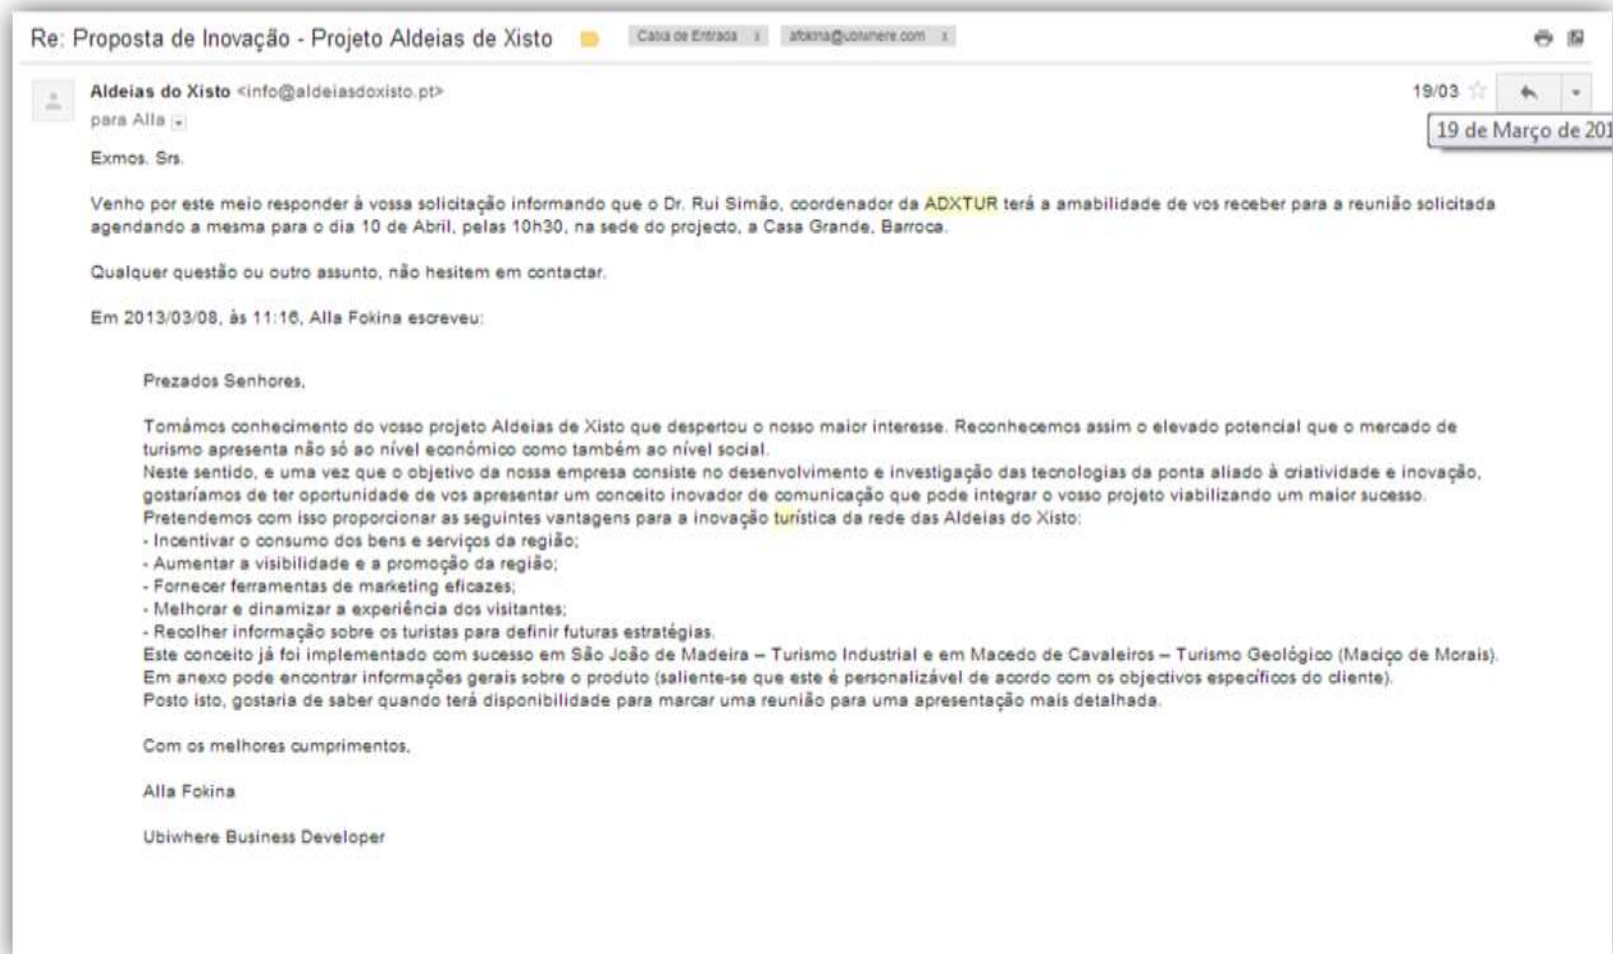 Re: Proposta de Inovação - Projeto Aldeias de Xisto
Caixa de Entrada x
afokina@ubiwhere.com x
Aldeias do Xisto <info@aldeiasdoxisto.pt>
19/03
para Alla
19 de Março de 201
Exmos. Srs.
Venho por este meio responder à vossa solicitação informando que o Dr. Rui Simão, coordenador da ADXTUR terá a amabilidade de vos receber para a reunião solicitada
agendando a mesma para o dia 10 de Abril, pelas 10h30, na sede do projecto, a Casa Grande, Barroca.
Qualquer questão ou outro assunto, não hesitem em contactar.
Em 2013/03/08, às 11:16, Alla Fokina escreveu:
Prezados Senhores,
Tomámos conhecimento do vosso projeto Aldeias de Xisto que despertou o nosso maior interesse. Reconhecemos assim o elevado potencial que o mercado de
turismo apresenta não só ao nível económico como também ao nível social.
Neste sentido, e uma vez que o objetivo da nossa empresa consiste no desenvolvimento e investigação das tecnologias da ponta aliado à criatividade e inovação,
gostaríamos de ter oportunidade de vos apresentar um conceito inovador de comunicação que pode integrar o vosso projeto viabilizando um maior sucesso.
Pretendemos com isso proporcionar as seguintes vantagens para a inovação turística da rede das Aldeias do Xisto:
- Incentivar o consumo dos bens e serviços da região;
- Aumentar a visibilidade e a promoção da região;
- Fornecer ferramentas de marketing eficazes;
- Melhorar e dinamizar a experiência dos visitantes;
- Recolher informação sobre os turistas para definir futuras estratégias.
Este conceito já foi implementado com sucesso em São João de Madeira – Turismo Industrial e em Macedo de Cavaleiros – Turismo Geológico (Maciço de Morais).
Em anexo pode encontrar informações gerais sobre o produto (saliente-se que este é personalizável de acordo com os objectivos específicos do cliente).
Posto isto, gostaria de saber quando terá disponibilidade para marcar uma reunião para uma apresentação mais detalhada.
Com os melhores cumprimentos,
Alla Fokina
Ubiwhere Business Developer